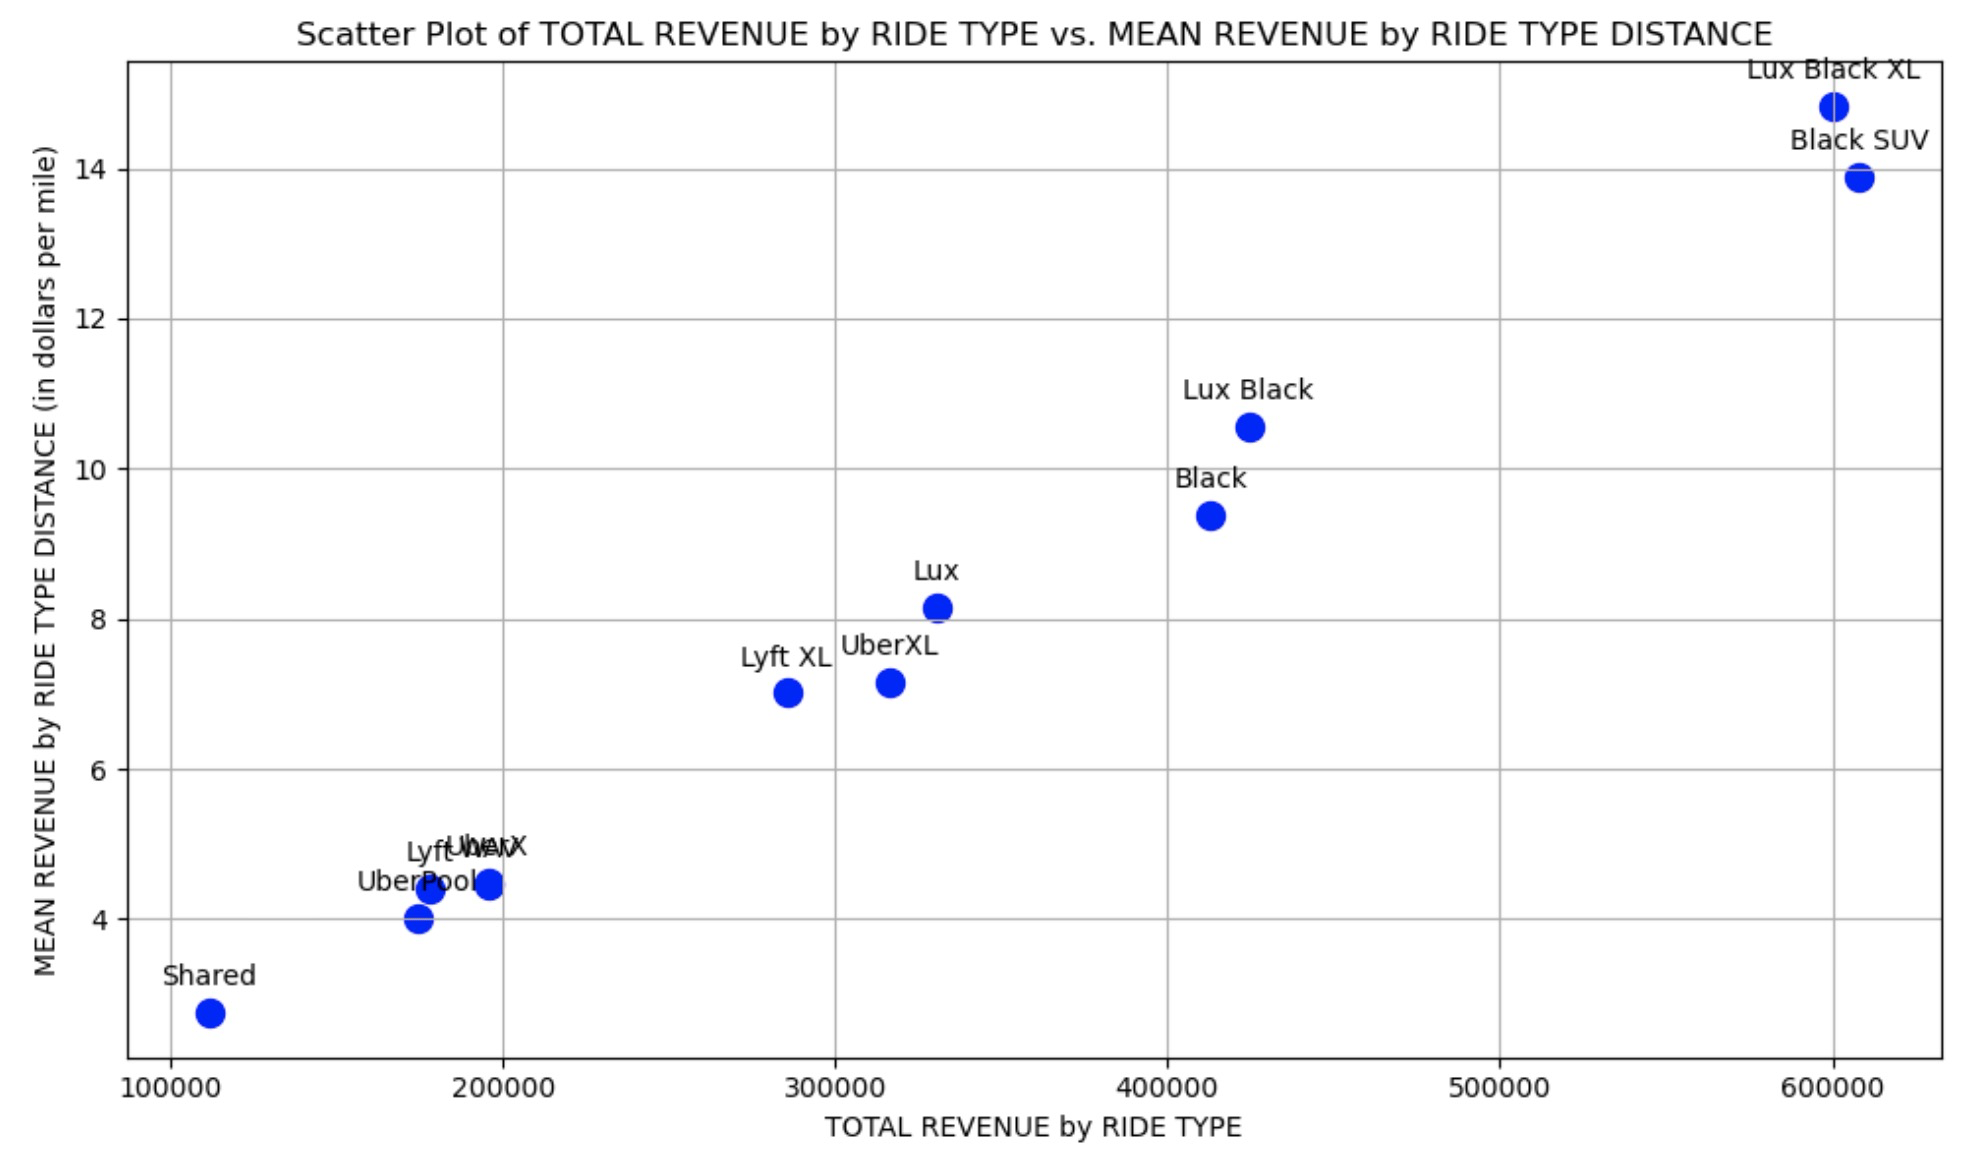 Scatter Plot of TOTAL REVENUE by RIDE TYPE vs. MEAN REVENUE by RIDE TYPE DISTANCE
MEAN REVENUE by RIDE TYPE DISTANCE (in dollars per mile)
14
12
10
8
6
4
Lux Black XL
Black SUV
Lux Black
Black
Lux
UberXL
Lyft XL
UberX
Lyft
UberPool
Shared
100000
200000
300000
400000
500000
600000
TOTAL REVENUE by RIDE TYPE